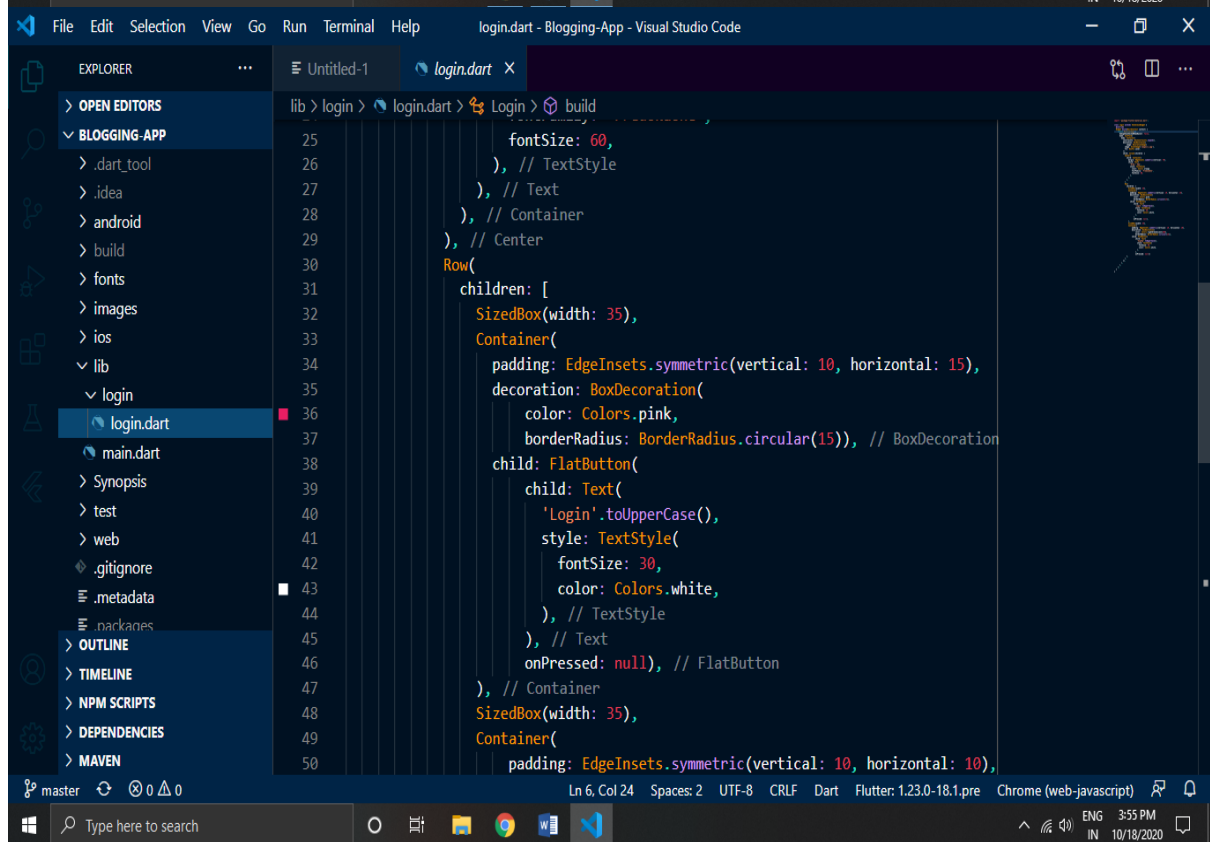 File Edit Selection View Go Run Terminal Help login.dart - Blogging-App - Visual Studio Code
EXPLORER ···
Untitled-1 login.dart ×
OPEN EDITORS
lib > login > login.dart > Login > build
BLOGGING-APP
.dart_tool
.idea
android
build
fonts
images
ios
lib
login
login.dart
main.dart
Synopsis
test
web
.gitignore
.metadata
.packages
OUTLINE
TIMELINE
NPM SCRIPTS
DEPENDENCIES
MAVEN
25 fontSize: 60,
26 ), // TextStyle
27 ), // Text
28 ), // Container
29 ), // Center
30 Row(
31 children: [
32 SizedBox(width: 35),
33 Container(
34 padding: EdgeInsets.symmetric(vertical: 10, horizontal: 15),
35 decoration: BoxDecoration(
36 color: Colors.pink,
37 borderRadius: BorderRadius.circular(15)), // BoxDecoration
38 child: FlatButton(
39 child: Text(
40 'Login'.toUpperCase(),
41 style: TextStyle(
42 fontSize: 30,
43 color: Colors.white,
44 ), // TextStyle
45 ), // Text
46 onPressed: null), // FlatButton
47 ), // Container
48 SizedBox(width: 35),
49 Container(
50 padding: EdgeInsets.symmetric(vertical: 10, horizontal: 10),
master 0 0 Ln 6, Col 24 Spaces: 2 UTF-8 CRLF Dart Flutter: 1.23.0-18.1.pre Chrome (web-javascript)
Type here to search ENG 3:55 PM
IN 10/18/2020